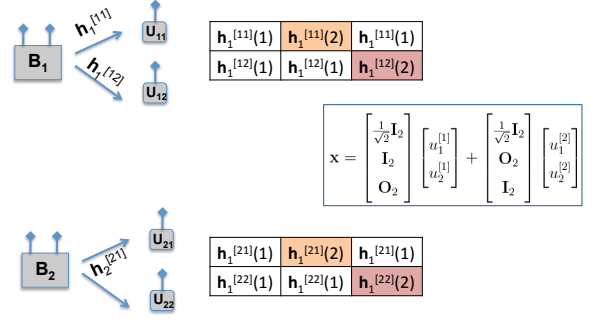 h₁^[11]
U₁₁
B₁
h₁^[12]
U₁₂
h₁^[11](1) h₁^[11](2) h₁^[11](1)
h₁^[12](1) h₁^[12](1) h₁^[12](2)
x = [1/√2 I₂; I₂; O₂] [u₁^[1]; u₂^[1]] + [1/√2 I₂; O₂; I₂] [u₁^[2]; u₂^[2]]
U₂₁
B₂
h₂^[21]
U₂₂
h₁^[21](1) h₁^[21](2) h₁^[21](1)
h₁^[22](1) h₁^[22](1) h₁^[22](2)